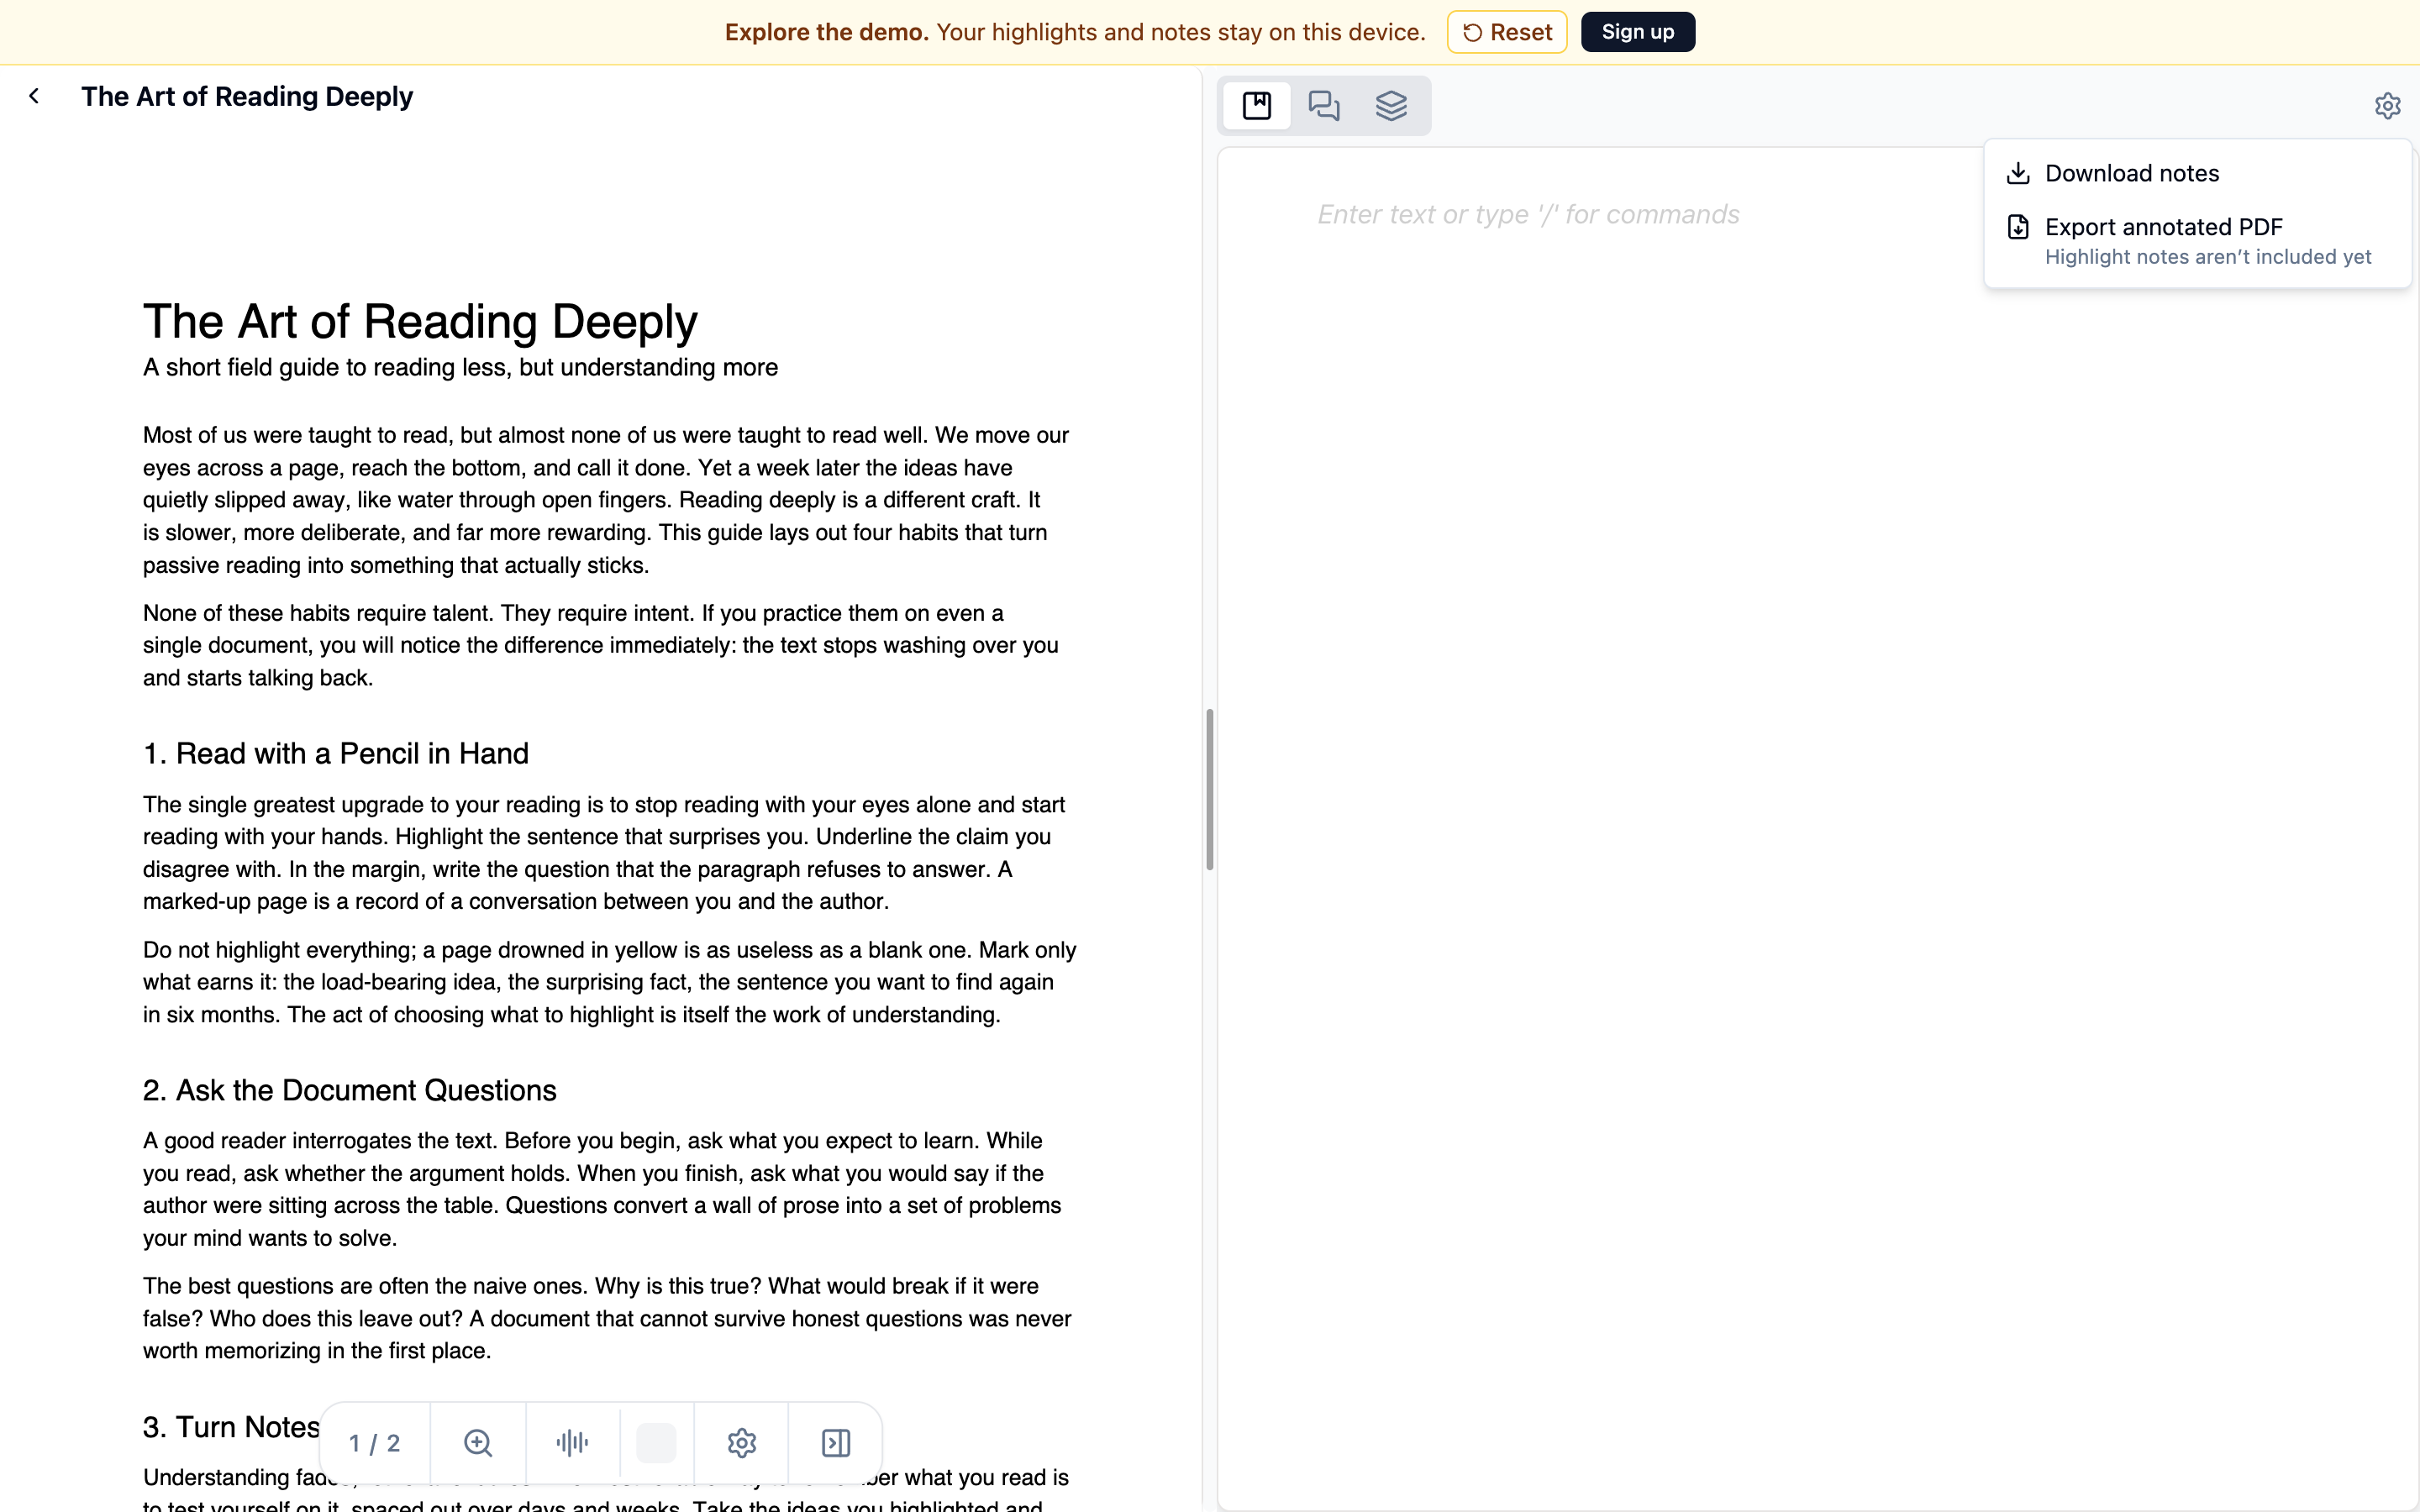 Explore the demo. Your highlights and notes stay on this device.
Reset
Sign up
The Art of Reading Deeply
Download notes
Export annotated PDF
Highlight notes aren’t included yet
Enter text or type '/' for commands
The Art of Reading Deeply
A short field guide to reading less, but understanding more
Most of us were taught to read, but almost none of us were taught to read well. We move our
eyes across a page, reach the bottom, and call it done. Yet a week later the ideas have
quietly slipped away, like water through open fingers. Reading deeply is a different craft. It
is slower, more deliberate, and far more rewarding. This guide lays out four habits that turn
passive reading into something that actually sticks.
None of these habits require talent. They require intent. If you practice them on even a
single document, you will notice the difference immediately: the text stops washing over you
and starts talking back.
1. Read with a Pencil in Hand
The single greatest upgrade to your reading is to stop reading with your eyes alone and start
reading with your hands. Highlight the sentence that surprises you. Underline the claim you
disagree with. In the margin, write the question that the paragraph refuses to answer. A
marked-up page is a record of a conversation between you and the author.
Do not highlight everything; a page drowned in yellow is as useless as a blank one. Mark only
what earns it: the load-bearing idea, the surprising fact, the sentence you want to find again
in six months. The act of choosing what to highlight is itself the work of understanding.
2. Ask the Document Questions
A good reader interrogates the text. Before you begin, ask what you expect to learn. While
you read, ask whether the argument holds. When you finish, ask what you would say if the
author were sitting across the table. Questions convert a wall of prose into a set of problems
your mind wants to solve.
The best questions are often the naive ones. Why is this true? What would break if it were
false? Who does this leave out? A document that cannot survive honest questions was never
worth memorizing in the first place.
3. Turn Notes
1 / 2
Understanding what you read is
to test yourself on it, spaced out over days and weeks. Take the ideas you highlighted and